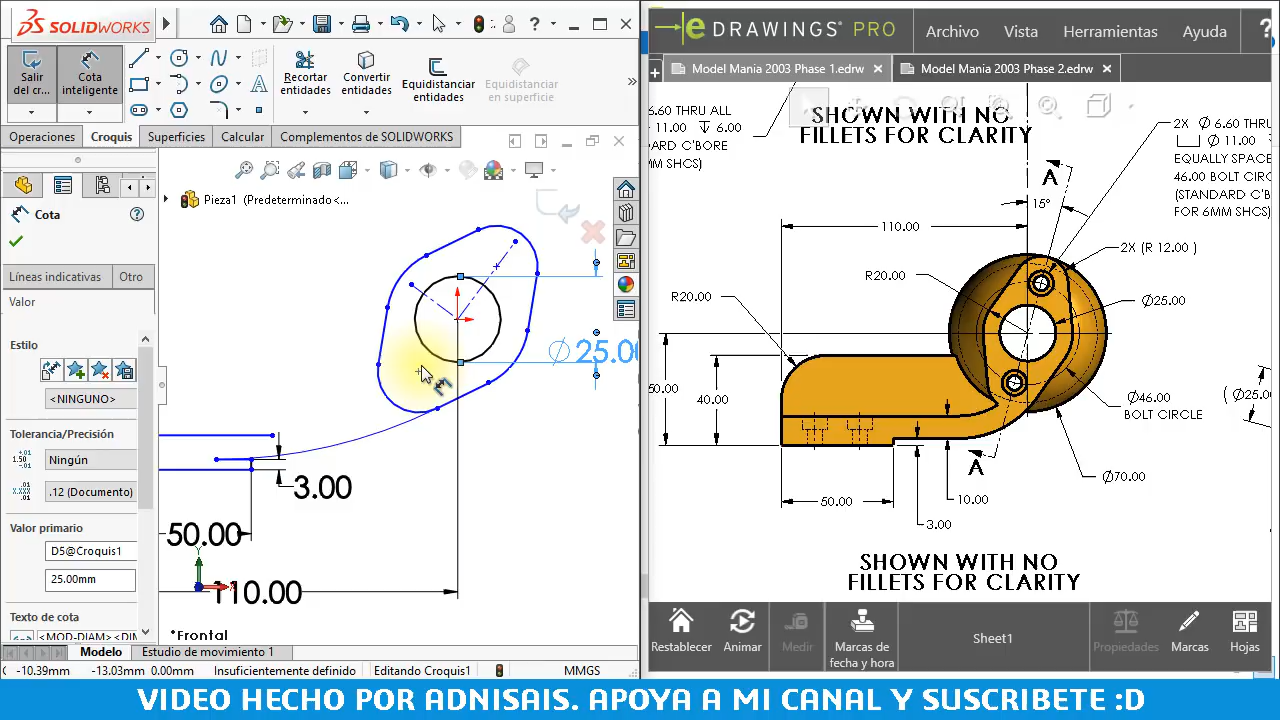 SOLIDWORKS
Salir del cr...
Cota inteligente
Recortar entidades
Convertir entidades
Equidistanciar entidades
Equidistanciar en superficie
Operaciones
Croquis
Superficies
Calcular
Complementos de SOLIDWORKS
Pieza1 (Predeterminado <...
Cota
Líneas indicativas
Otro
Valor
Estilo
<NINGUNO>
Tolerancia/Precisión
Ningún
.12 (Documento)
Valor primario
D5@Croquis1
25.00mm
Texto de cota
<MOD-DIAM><DIM
Ø 25.00
3.00
50.00
110.00
Y
*Frontal
Modelo
Estudio de movimiento 1
-10.39mm
-13.03mm 0.00mm
Insuficientemente definido
Editando Croquis1
MMGS
e DRAWINGS® PRO
Archivo
Vista
Herramientas
Ayuda
?
Model Mania 2003 Phase 1.edrw
Model Mania 2003 Phase 2.edrw
6.60 THRU ALL
11.00 ↧ 6.00
DARD C'BORE
MM SHCS)
SHOWN WITH NO
FILLETS FOR CLARITY
2X Ø 6.60 THRU
⌴ Ø 11.00
EQUALLY SPACE
46.00 BOLT CIRC
(STANDARD C'B
FOR 6MM SHCS)
A
15°
110.00
2X (R 12.00 )
R20.00
Ø25.00
R20.00
50.00
40.00
Ø46.00
BOLT CIRCLE
( Ø25.0
A
Ø70.00
50.00
10.00
3.00
SHOWN WITH NO
FILLETS FOR CLARITY
Restablecer
Animar
Medir
Marcas de fecha y hora
Sheet1
Propiedades
Marcas
Hojas
VIDEO HECHO POR ADNISAIS. APOYA A MI CANAL Y SUSCRIBETE :D